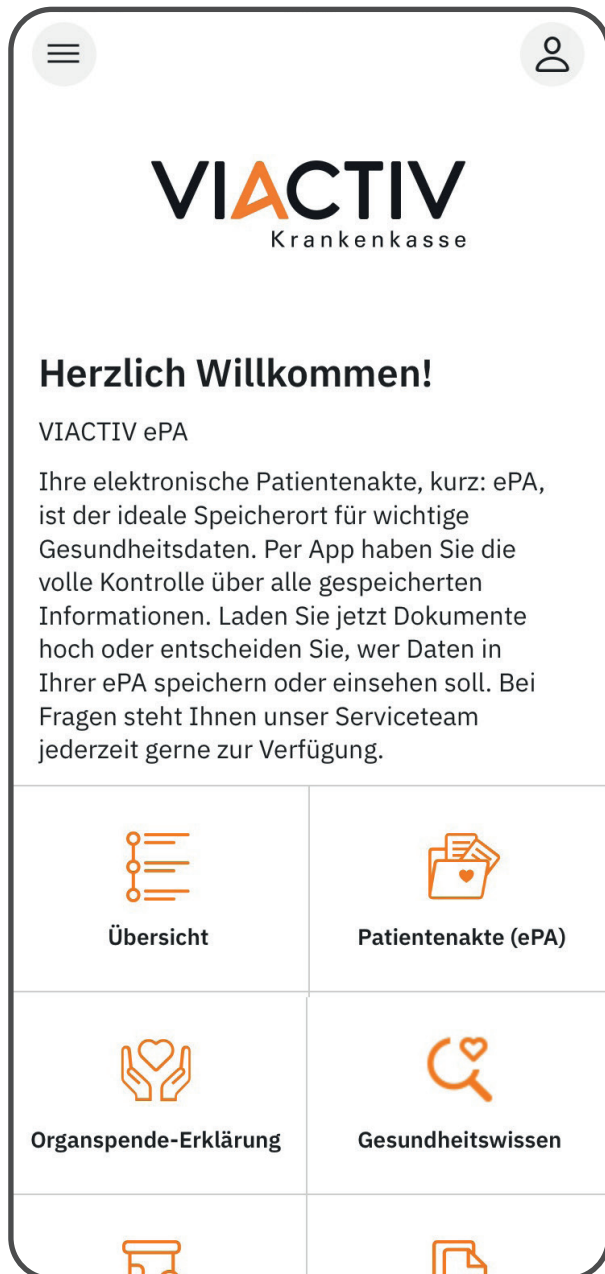 VIACTIV
Krankenkasse
Herzlich Willkommen!
VIACTIV ePA
Ihre elektronische Patientenakte, kurz: ePA,
ist der ideale Speicherort für wichtige
Gesundheitsdaten. Per App haben Sie die
volle Kontrolle über alle gespeicherten
Informationen. Laden Sie jetzt Dokumente
hoch oder entscheiden Sie, wer Daten in
Ihrer ePA speichern oder einsehen soll. Bei
Fragen steht Ihnen unser Serviceteam
jederzeit gerne zur Verfügung.
Übersicht
Patientenakte (ePA)
Organspende-Erklärung
Gesundheitswissen